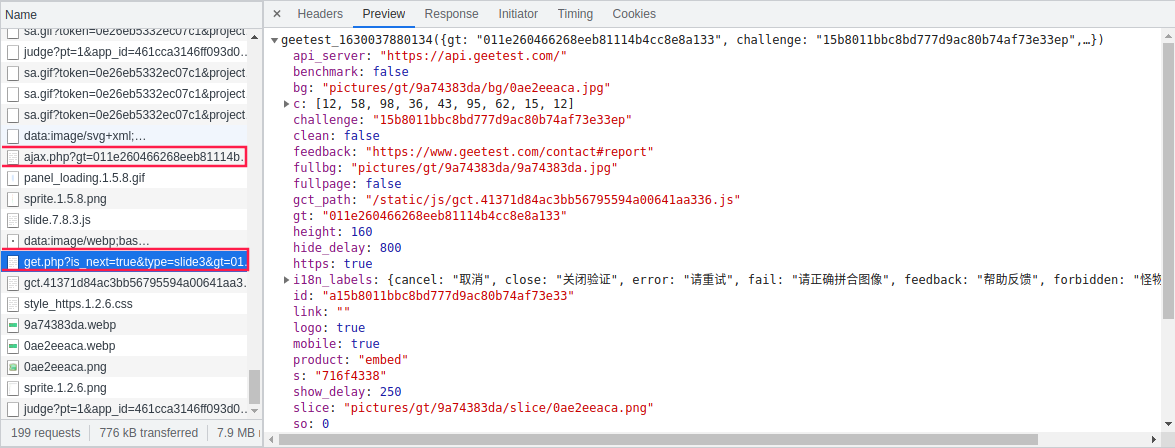 Name
sa.gif?token=0e26eb5332ec07c1&project
judge?pt=1&app_id=461cca3146ff093d0…
sa.gif?token=0e26eb5332ec07c1&project
sa.gif?token=0e26eb5332ec07c1&project
sa.gif?token=0e26eb5332ec07c1&project
data:image/svg+xml;…
ajax.php?gt=011e260466268eeb81114b…
panel_loading.1.5.8.gif
sprite.1.5.8.png
slide.7.8.3.js
data:image/webp;bas…
get.php?is_next=true&type=slide3&gt=01…
gct.41371d84ac3bb56795594a00641aa3…
style_https.1.2.6.css
9a74383da.webp
0ae2eeaca.webp
0ae2eeaca.png
sprite.1.2.6.png
judge?pt=1&app_id=461cca3146ff093d0…
199 requests 776 kB transferred 7.9 MB
× Headers Preview Response Initiator Timing Cookies
geetest_1630037880134({gt: "011e260466268eeb81114b4cc8e8a133", challenge: "15b8011bbc8bd777d9ac80b74af73e33ep",…})
api_server: "https://api.geetest.com/"
benchmark: false
bg: "pictures/gt/9a74383da/bg/0ae2eeaca.jpg"
c: [12, 58, 98, 36, 43, 95, 62, 15, 12]
challenge: "15b8011bbc8bd777d9ac80b74af73e33ep"
clean: false
feedback: "https://www.geetest.com/contact#report"
fullbg: "pictures/gt/9a74383da/9a74383da.jpg"
fullpage: false
gct_path: "/static/js/gct.41371d84ac3bb56795594a00641aa336.js"
gt: "011e260466268eeb81114b4cc8e8a133"
height: 160
hide_delay: 800
https: true
i18n_labels: {cancel: "取消", close: "关闭验证", error: "请重试", fail: "请正确拼合图像", feedback: "帮助反馈", forbidden: "怪物
id: "a15b8011bbc8bd777d9ac80b74af73e33"
link: ""
logo: true
mobile: true
product: "embed"
s: "716f4338"
show_delay: 250
slice: "pictures/gt/9a74383da/slice/0ae2eeaca.png"
so: 0